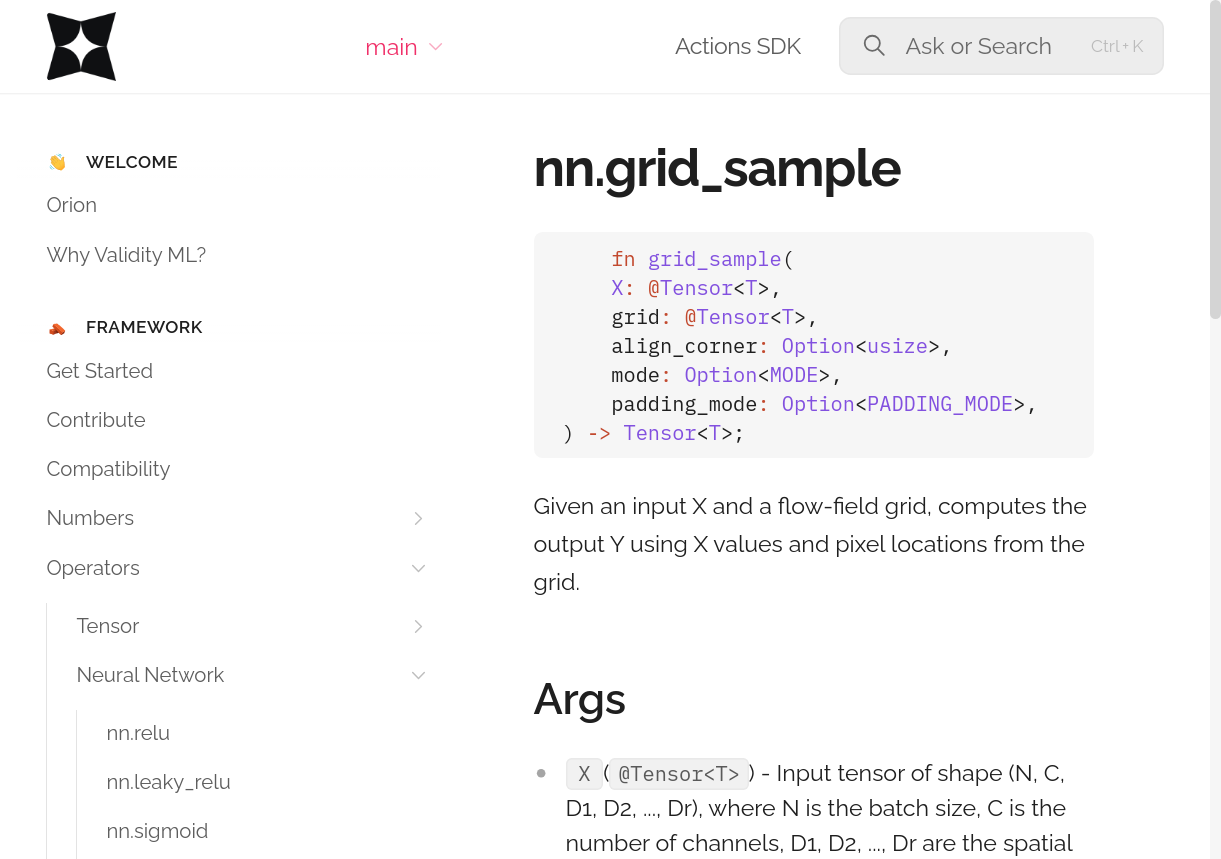 main
Actions SDK
Ask or Search
Ctrl + K
👋 WELCOME
Orion
Why Validity ML?
FRAMEWORK
Get Started
Contribute
Compatibility
Numbers
Operators
Tensor
Neural Network
nn.relu
nn.leaky_relu
nn.sigmoid
nn.grid_sample
fn grid_sample(
X: @Tensor<T>,
grid: @Tensor<T>,
align_corner: Option<usize>,
mode: Option<MODE>,
padding_mode: Option<PADDING_MODE>,
) -> Tensor<T>;
Given an input X and a flow-field grid, computes the
output Y using X values and pixel locations from the
grid.
Args
• X (@Tensor<T>) - Input tensor of shape (N, C,
D1, D2, ..., Dr), where N is the batch size, C is the
number of channels, D1, D2, ..., Dr are the spatial